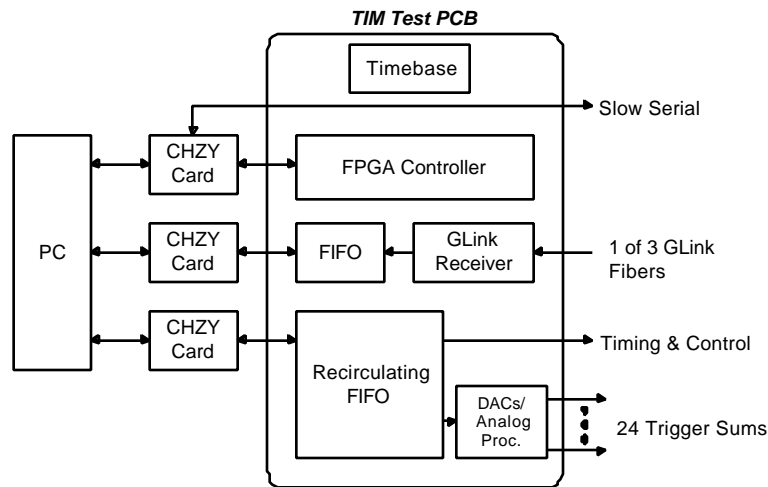 TIM Test PCB
Timebase
Slow Serial
CHZY
Card
FPGA Controller
PC
CHZY
Card
FIFO
GLink
Receiver
1 of 3 GLink
Fibers
CHZY
Card
Recirculating
FIFO
Timing & Control
DACs/
Analog
Proc.
24 Trigger Sums